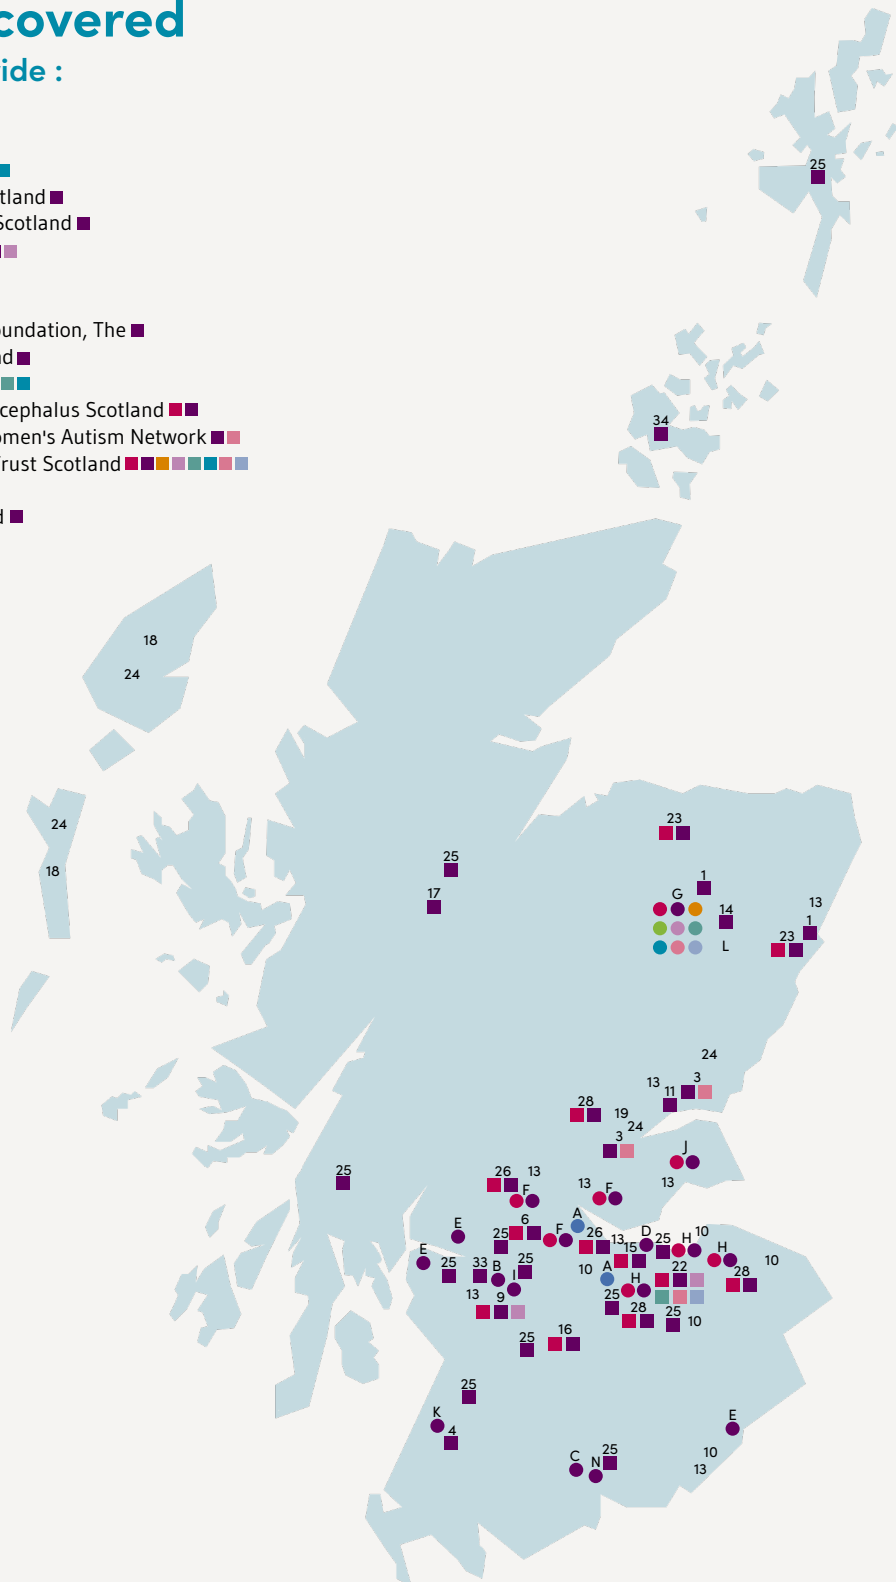 covered
ide :
tland
Scotland
oundation, The
nd
cephalus Scotland
omen's Autism Network
Trust Scotland
d
25
34
18
24
24
18
23
25
17
1
G
13
14
1
23
L
24
13
11
3
28
19
24
3
J
25
26
13
F
13
F
13
A
E
6
F
25
26
13
D
25
H
10
H
10
E
25
33
B
25
I
10
A
15
22
28
H
13
9
25
28
25
10
16
25
25
K
4
E
10
13
C
N
25